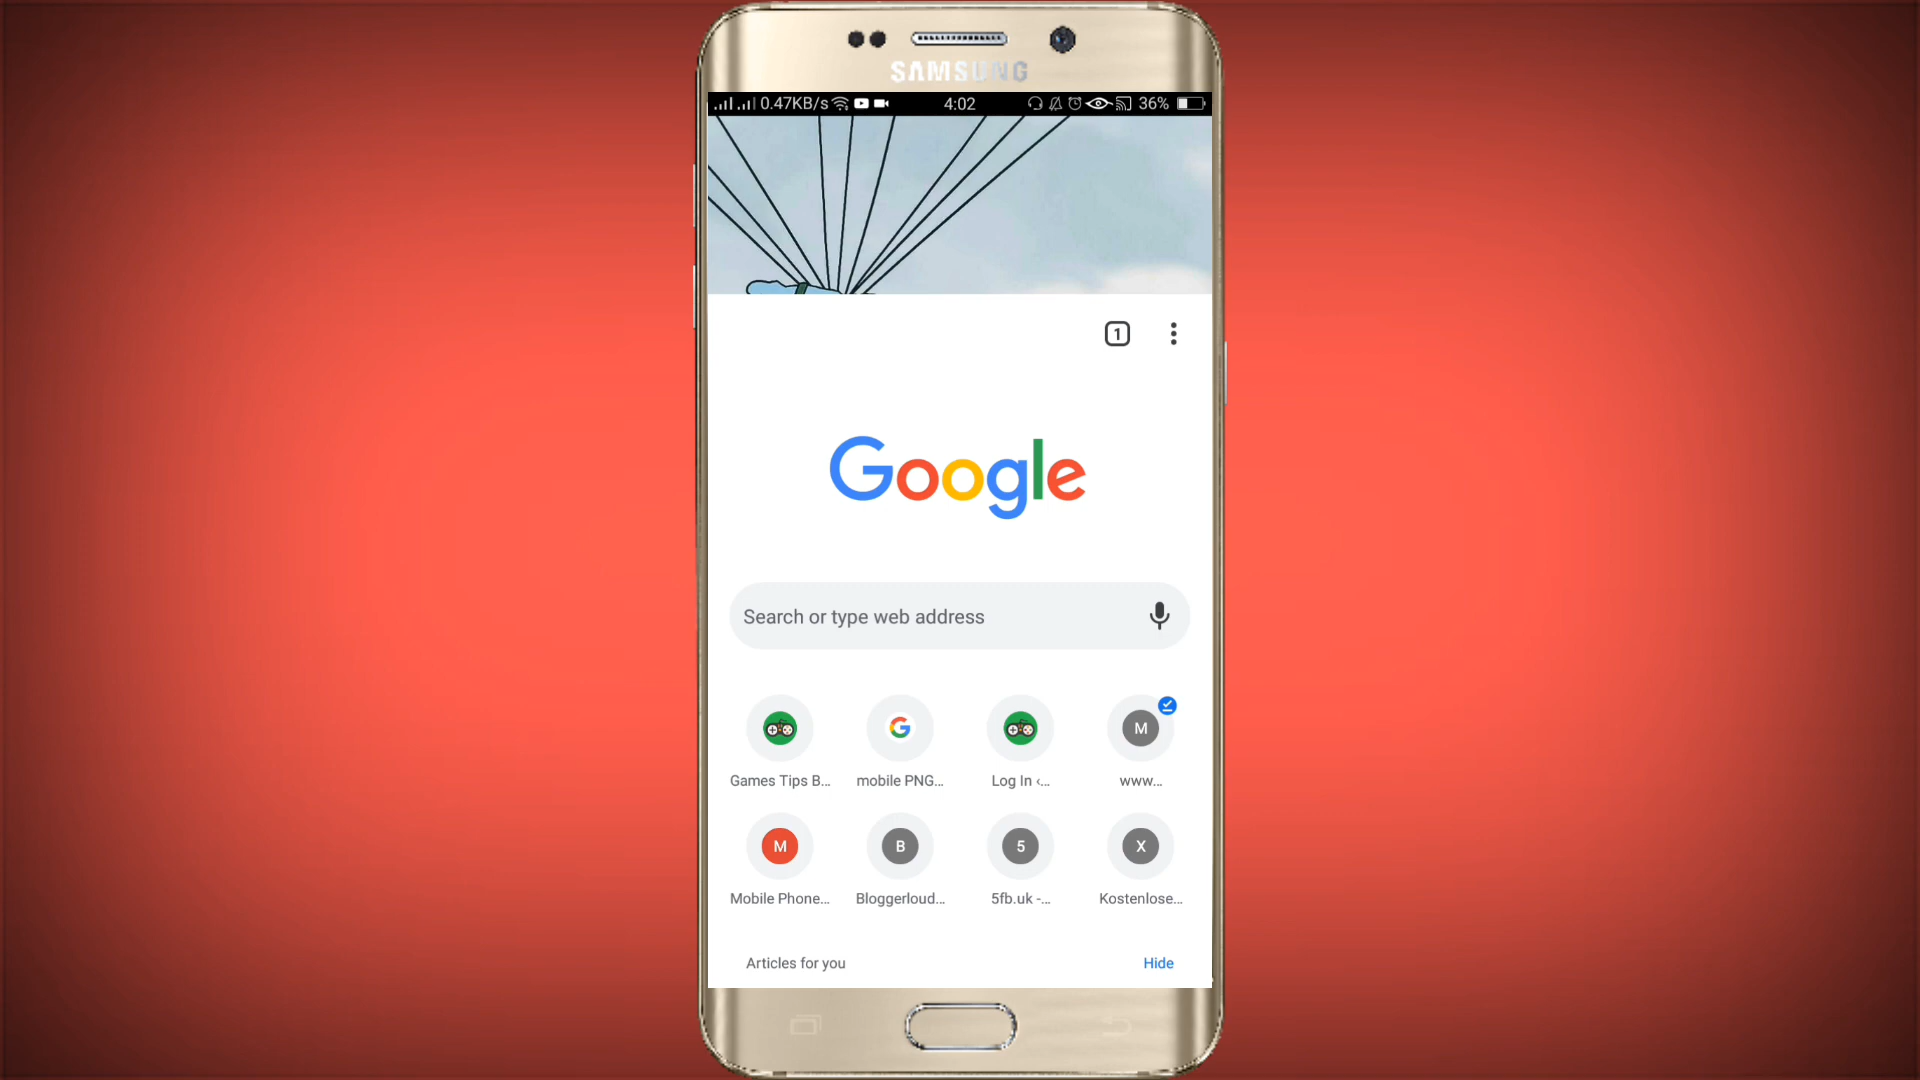 SAMSUNG
0.47KB/s 4:02 36%
1
Google
Search or type web address
Games Tips B... mobile PNG... Log In ‹... www...
M
M B 5 X
Mobile Phone... Bloggerloud... 5fb.uk -... Kostenlose...
Articles for you Hide